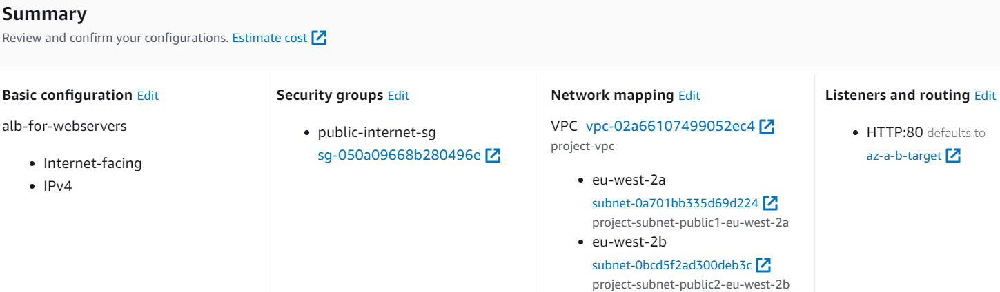 Summary
Review and confirm your configurations. Estimate cost
Basic configuration Edit
alb-for-webservers
Internet-facing
IPv4
Security groups Edit
public-internet-sg
sg-050a09668b280496e
Network mapping Edit
VPC vpc-02a66107499052ec4
project-vpc
eu-west-2a
subnet-0a701bb335d69d224
project-subnet-public1-eu-west-2a
eu-west-2b
subnet-0bcd5f2ad300deb3c
project-subnet-public2-eu-west-2b
Listeners and routing Edit
HTTP:80 defaults to
az-a-b-target